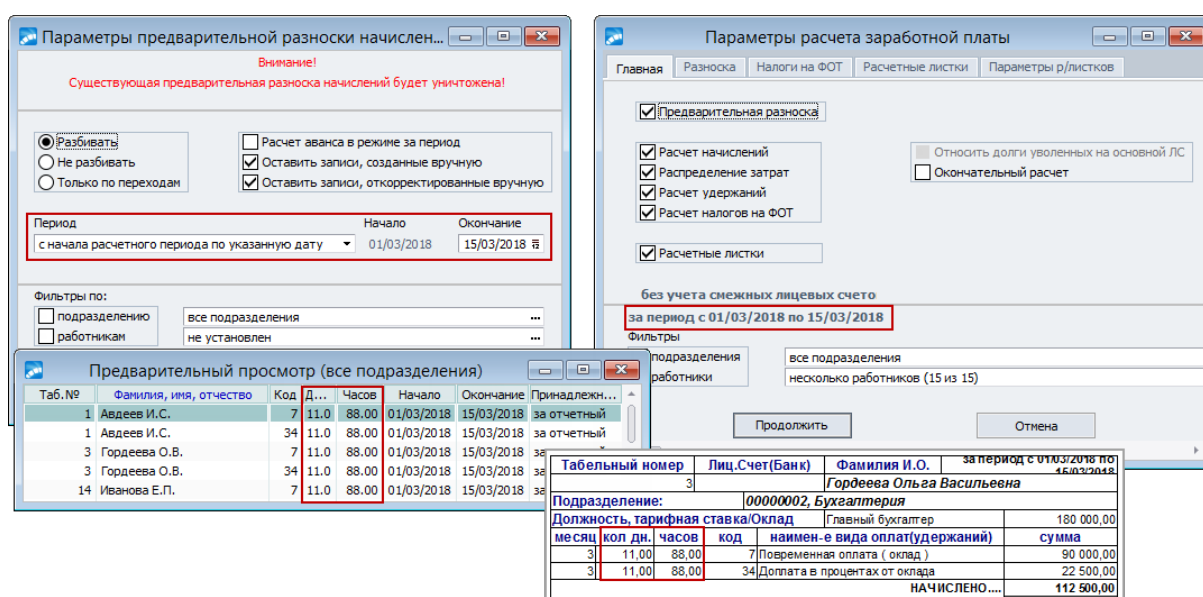 Параметры предварительной разноски начислен...
Внимание!
Существующая предварительная разноска начислений будет уничтожена!
Разбивать
Не разбивать
Только по переходам
Расчет аванса в режиме за период
Оставить записи, созданные вручную
Оставить записи, откорректированные вручную
Период Начало Окончание
с начала расчетного периода по указанную дату 01/03/2018 15/03/2018
Фильтры по:
подразделению все подразделения ...
работникам не установлен ...
Параметры расчета заработной платы
Главная Разноска Налоги на ФОТ Расчетные листки Параметры р/листков
Предварительная разноска
Расчет начислений
Распределение затрат
Расчет удержаний
Расчет налогов на ФОТ
Относить долги уволенных на основной ЛС
Окончательный расчет
Расчетные листки
без учета смежных лицевых счето
за период с 01/03/2018 по 15/03/2018
Фильтры
подразделения все подразделения
работники несколько работников (15 из 15)
Продолжить Отмена
Предварительный просмотр (все подразделения)
Таб.№ Фамилия, имя, отчество Код Д... Часов Начало Окончание Принадлежн...
1 Авдеев И.С. 7 11.0 88.00 01/03/2018 15/03/2018 за отчетный
1 Авдеев И.С. 34 11.0 88.00 01/03/2018 15/03/2018 за отчетный
3 Гордеева О.В. 7 11.0 88.00 01/03/2018 15/03/2018 за
3 Гордеева О.В. 34 11.0 88.00 01/03/2018 15/03/2018 за
14 Иванова Е.П. 7 11.0 88.00 01/03/2018 15/03/2018 за
Табельный номер Лиц.Счет(Банк) Фамилия И.О. за период с 01/03/2018 по
15/03/2018
3 Гордеева Ольга Васильевна
Подразделение: 00000002, Бухгалтерия
Должность, тарифная ставка/Оклад Главный бухгалтер 180 000,00
месяц кол дн. часов код наимен-е вида оплат(удержаний) сумма
3 11,00 88,00 7 Повременная оплата ( оклад ) 90 000,00
3 11,00 88,00 34 Доплата в процентах от оклада 22 500,00
НАЧИСЛЕНО.... 112 500,00